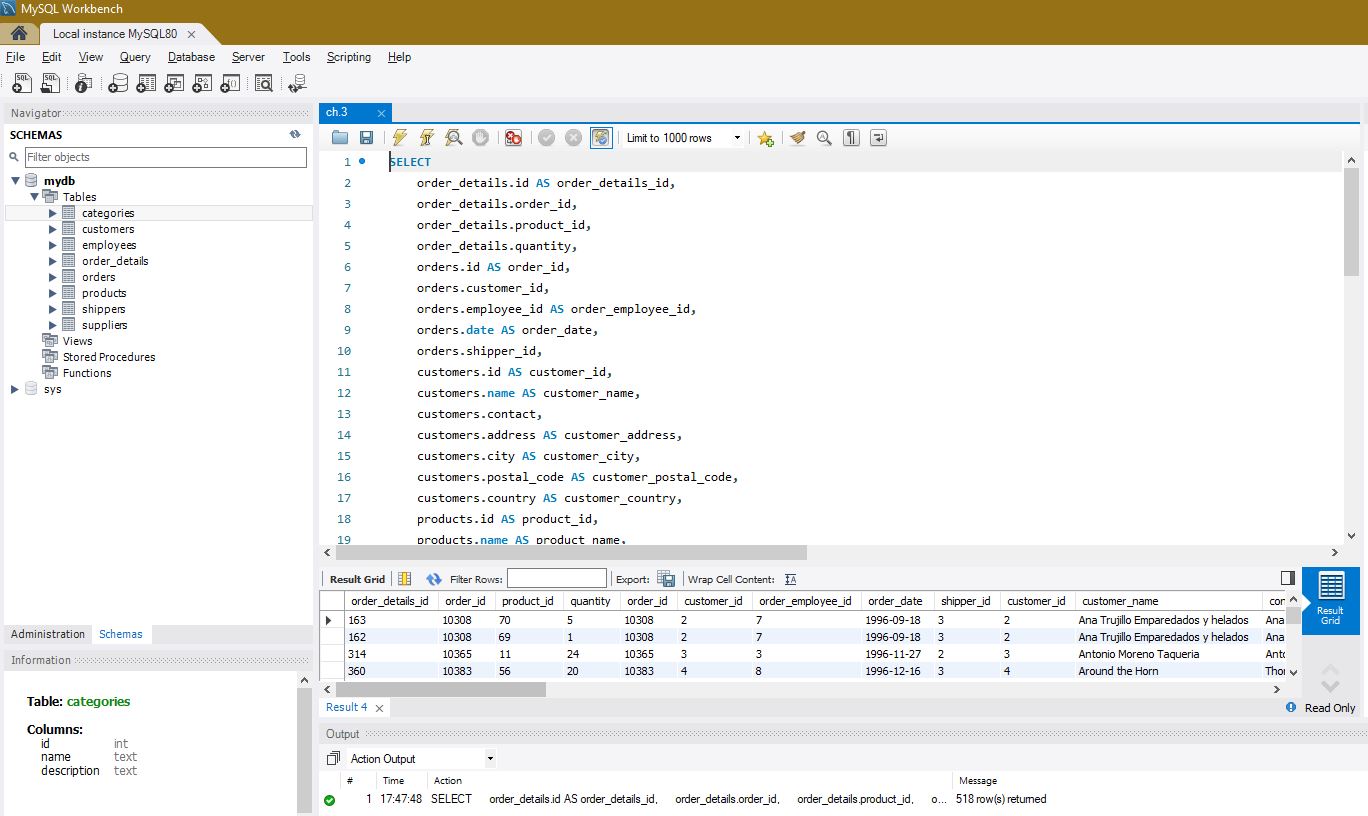 MySQL Workbench
Local instance MySQL80
File Edit View Query Database Server Tools Scripting Help
Navigator
SCHEMAS
Filter objects
mydb
Tables
categories
customers
employees
order_details
orders
products
shippers
suppliers
Views
Stored Procedures
Functions
sys
Administration Schemas
Information
Table: categories
Columns:
id int
name text
description text
ch.3
Limit to 1000 rows
1 SELECT
2 order_details.id AS order_details_id,
3 order_details.order_id,
4 order_details.product_id,
5 order_details.quantity,
6 orders.id AS order_id,
7 orders.customer_id,
8 orders.employee_id AS order_employee_id,
9 orders.date AS order_date,
10 orders.shipper_id,
11 customers.id AS customer_id,
12 customers.name AS customer_name,
13 customers.contact,
14 customers.address AS customer_address,
15 customers.city AS customer_city,
16 customers.postal_code AS customer_postal_code,
17 customers.country AS customer_country,
18 products.id AS product_id,
19 products.name AS product_name,
Result Grid Filter Rows: Export: Wrap Cell Content:
order_details_id order_id product_id quantity order_id customer_id order_employee_id order_date shipper_id customer_id customer_name con
163 10308 70 5 10308 2 7 1996-09-18 3 2 Ana Trujillo Emparedados y helados Ana
162 10308 69 1 10308 2 7 1996-09-18 3 2 Ana Trujillo Emparedados y helados Ana
314 10365 11 24 10365 3 3 1996-11-27 2 3 Antonio Moreno Taqueria Anto
360 10383 56 20 10383 4 8 1996-12-16 3 4 Around the Horn Thor
Result
Grid
Result 4
Read Only
Output
Action Output
# Time Action Message
1 17:47:48 SELECT order_details.id AS order_details_id, order_details.order_id, order_details.product_id, o... 518 row(s) returned